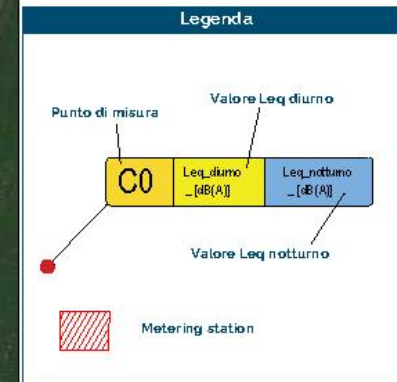 Legenda
Valore Leq diurno
Punto di misura
C0
Leq_diurno
_[dB(A)]
Leq_notturno
_[dB(A)]
Valore Leq notturno
Metering station